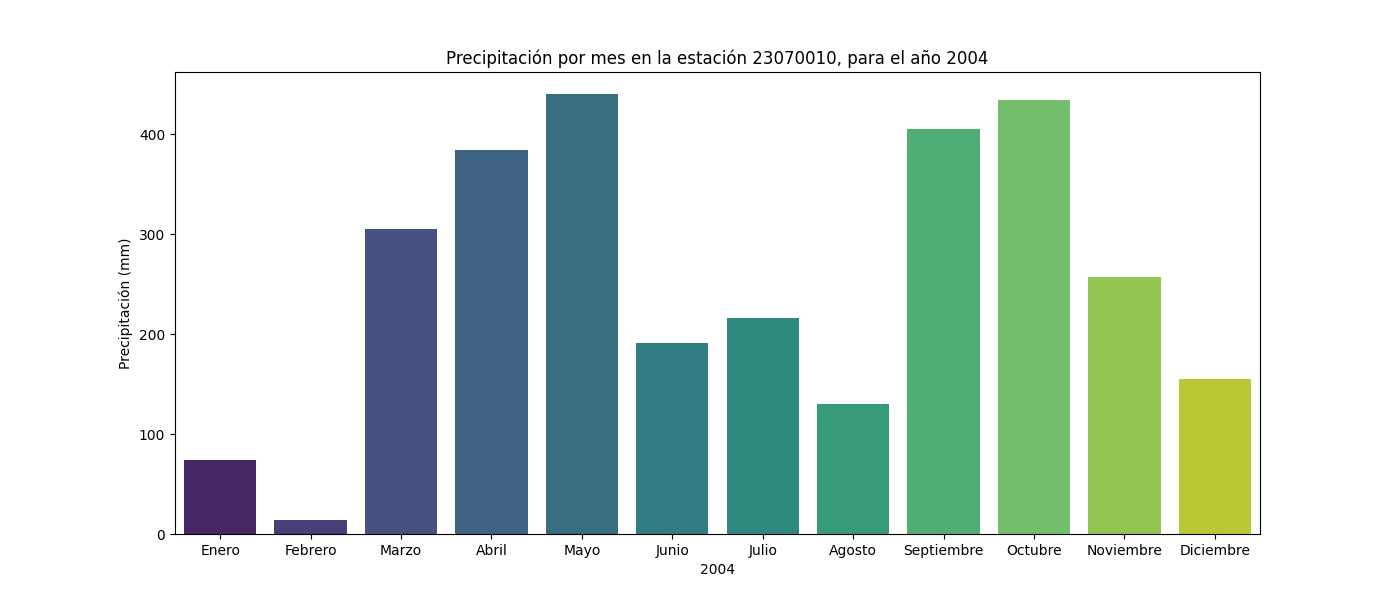 Precipitación por mes en la estación 23070010, para el año 2004
Precipitación (mm)
400
300
200
100
0
Enero Febrero Marzo Abril Mayo Junio Julio Agosto Septiembre Octubre Noviembre Diciembre
2004